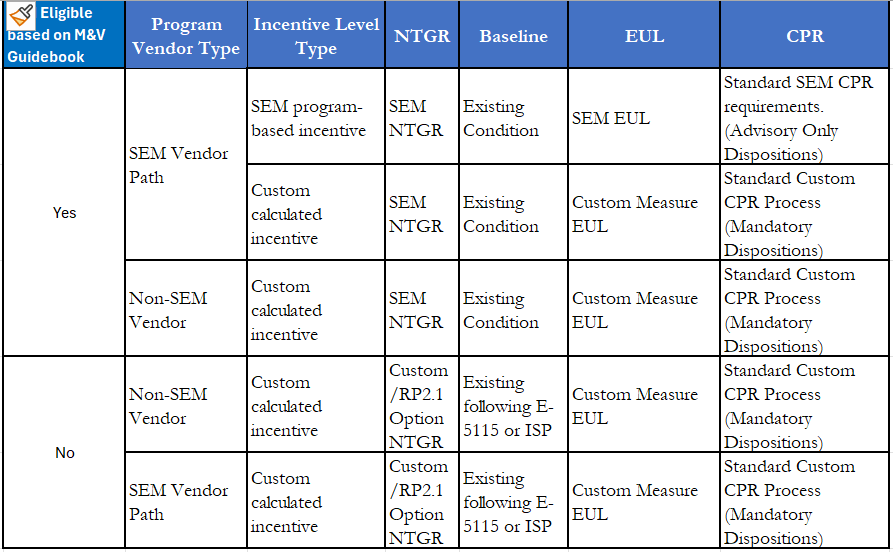 Eligible
based on M&V
Guidebook
Program
Vendor Type
Incentive Level
Type
NTGR
Baseline
EUL
CPR
Yes
SEM Vendor
Path
SEM program-
based incentive
SEM
NTGR
Existing
Condition
SEM EUL
Standard SEM CPR
requirements.
(Advisory Only
Dispositions)
Custom
calculated
incentive
SEM
NTGR
Existing
Condition
Custom Measure
EUL
Standard Custom
CPR Process
(Mandatory
Dispositions)
Non-SEM
Vendor
Custom
calculated
incentive
SEM
NTGR
Existing
Condition
Custom Measure
EUL
Standard Custom
CPR Process
(Mandatory
Dispositions)
No
Non-SEM
Vendor
Custom
calculated
incentive
Custom
/RP2.1
Option
NTGR
Existing
following E-
5115 or ISP
Custom Measure
EUL
Standard Custom
CPR Process
(Mandatory
Dispositions)
SEM Vendor
Path
Custom
calculated
incentive
Custom
/RP2.1
Option
NTGR
Existing
following E-
5115 or ISP
Custom Measure
EUL
Standard Custom
CPR Process
(Mandatory
Dispositions)